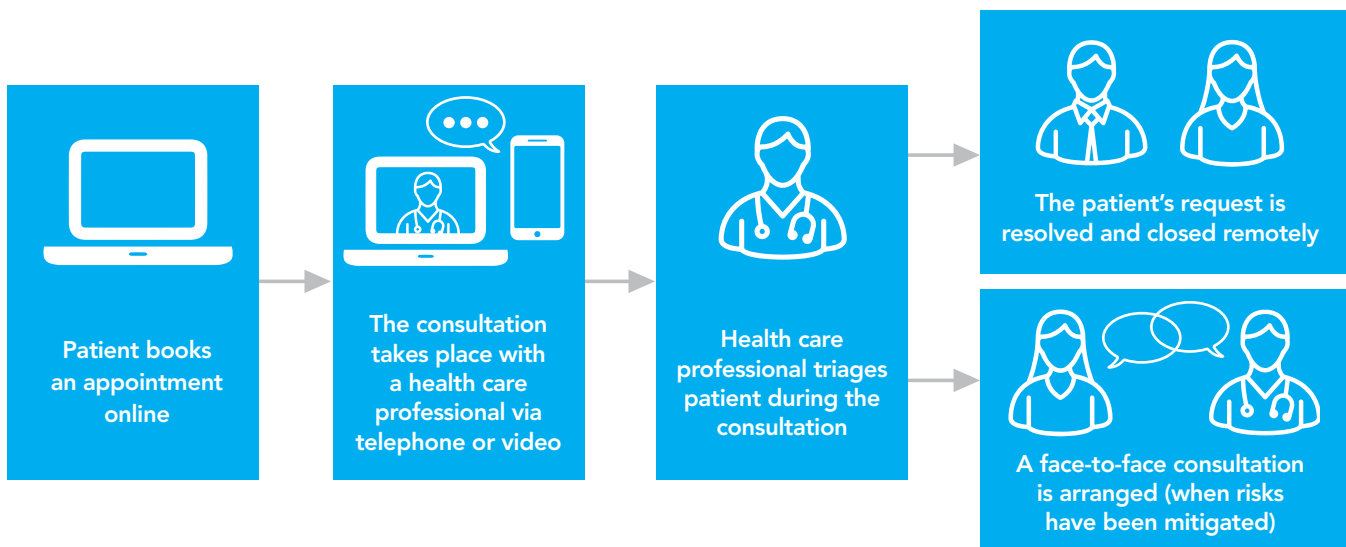 Patient books
an appointment
online
The consultation
takes place with
a health care
professional via
telephone or video
Health care
professional triages
patient during the
consultation
The patient’s request is
resolved and closed remotely
A face-to-face consultation
is arranged (when risks
have been mitigated)